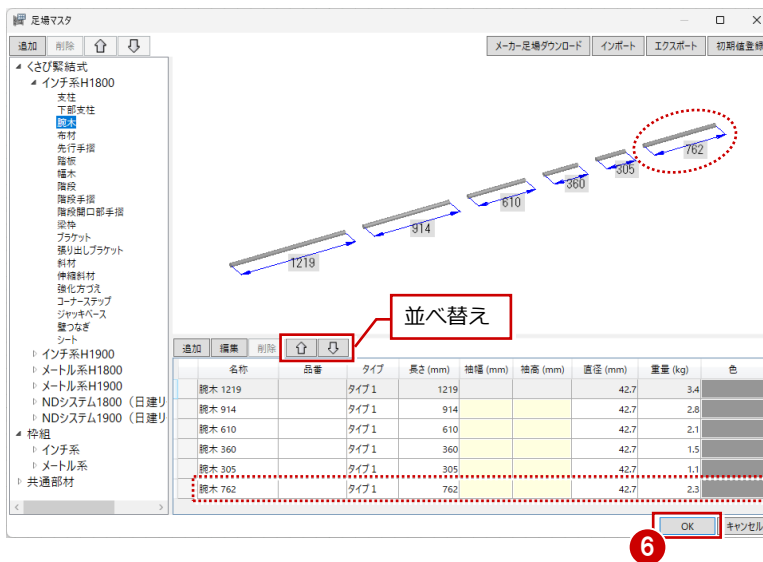 足場マスタ
追加 削除
メーカー足場ダウンロード インポート エクスポート 初期値登録
くさび緊結式
インチ系H1800
支柱
下部支柱
腕木
布材
先行手摺
踏板
幅木
階段
階段手摺
階段開口部手摺
梁枠
ブラケット
張り出しブラケット
斜材
伸縮斜材
強化方づえ
コーナーステップ
ジャッキベース
壁つなぎ
シート
インチ系H1900
メートル系H1800
メートル系H1900
NDシステム1800（日建リ
NDシステム1900（日建リ
枠組
インチ系
メートル系
共通部材
1219
914
610
360
305
762
並べ替え
追加 編集 削除
名称 品番 タイプ 長さ (mm) 袖幅 (mm) 袖高 (mm) 直径 (mm) 重量 (kg) 色
腕木 1219 タイプ 1 1219 42.7 3.4
腕木 914 タイプ 1 914 42.7 2.8
腕木 610 タイプ 1 610 42.7 2.1
腕木 360 タイプ 1 360 42.7 1.5
腕木 305 タイプ 1 305 42.7 1.1
腕木 762 タイプ 1 762 42.7 2.3
OK キャンセル
6